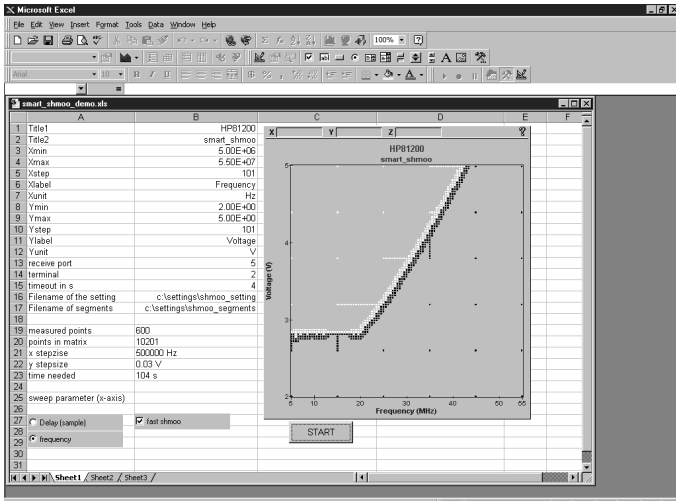 Microsoft Excel
File Edit View Insert Format Tools Data Window Help
100%
Arial 10 B I U $ % ,
=
smart_shmoo_demo.xls
A B C D E F
1 Title1 HP81200
2 Title2 smart_shmoo
3 Xmin 5.00E+06
4 Xmax 5.50E+07
5 Xstep 101
6 Xlabel Frequency
7 Xunit Hz
8 Ymin 2.00E+00
9 Ymax 5.00E+00
10 Ystep 101
11 Ylabel Voltage
12 Yunit V
13 receive port 5
14 terminal 2
15 timeout in s 4
16 Filename of the setting c:\settings\shmoo_setting
17 Filename of segments c:\settings\shmoo_segments
18
19 measured points 600
20 points in matrix 10201
21 x stepzise 500000 Hz
22 y stepsize 0.03 V
23 time needed 104 s
24
25 sweep parameter (x-axis)
26
27 Delay (sample) fast shmoo
28
29 frequency
30
31
X Y Z
HP81200
smart_shmoo
Voltage (V)
5
4
3
2
5 10 20 30 40 50 55
Frequency (MHz)
START
Sheet1 Sheet2 Sheet3